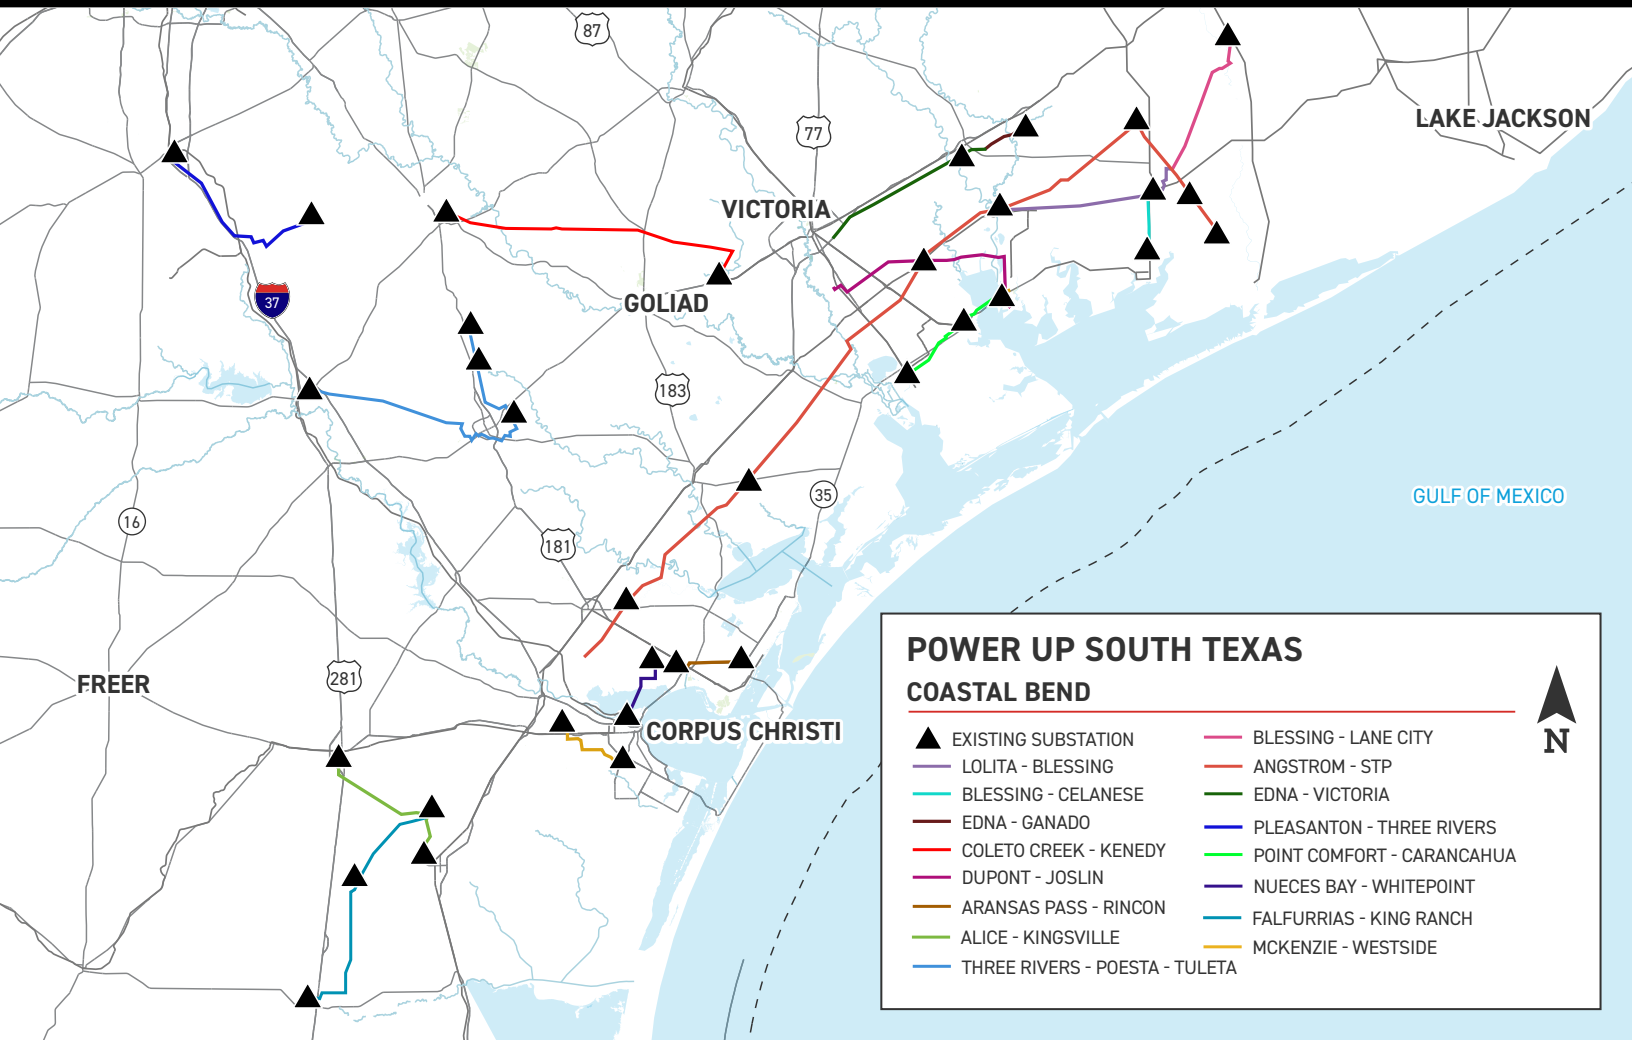 87
77
LAKE JACKSON
VICTORIA
37
GOLIAD
183
35
GULF OF MEXICO
16
181
FREER
281
CORPUS CHRISTI
POWER UP SOUTH TEXAS
COASTAL BEND
EXISTING SUBSTATION
LOLITA - BLESSING
BLESSING - CELANESE
EDNA - GANADO
COLETO CREEK - KENEDY
DUPONT - JOSLIN
ARANSAS PASS - RINCON
ALICE - KINGSVILLE
THREE RIVERS - POESTA - TULETA
BLESSING - LANE CITY
ANGSTROM - STP
EDNA - VICTORIA
PLEASANTON - THREE RIVERS
POINT COMFORT - CARANCAHUA
NUECES BAY - WHITEPOINT
FALFURRIAS - KING RANCH
MCKENZIE - WESTSIDE
N